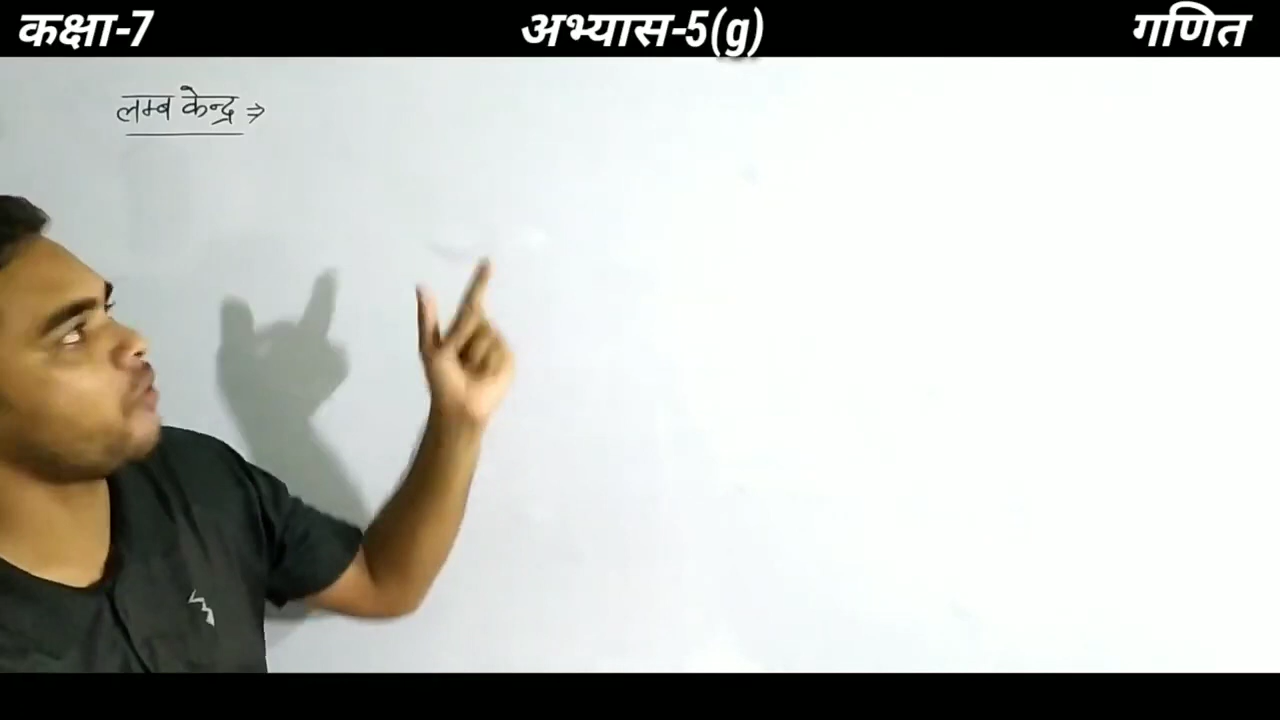 कक्षा-7 अभ्यास-5(g) गणित
लम्ब केन्द्र ⇒